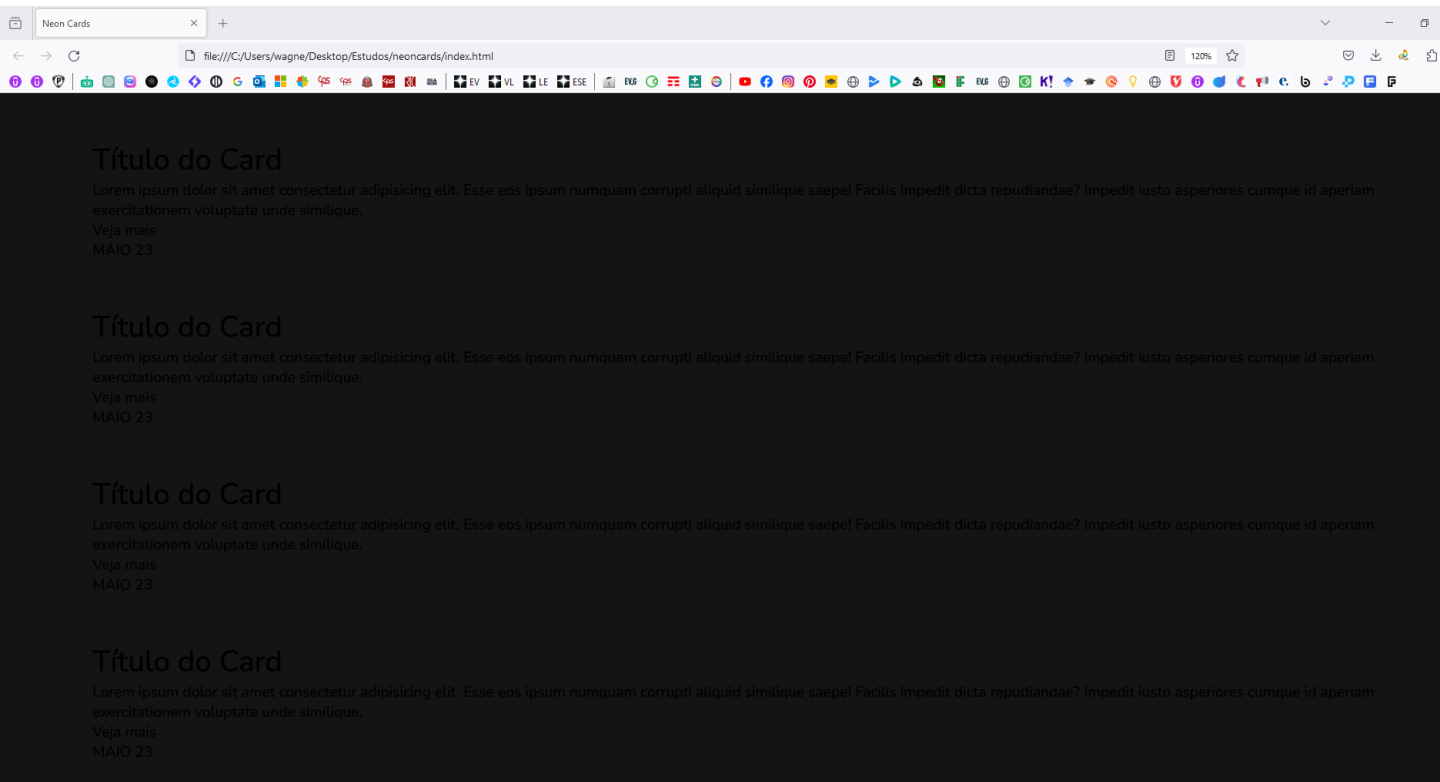 Neon Cards
file:///C:/Users/wagne/Desktop/Estudos/neoncards/index.html
120%
EV VL LE ESE
Título do Card
Lorem ipsum dolor sit amet consectetur adipisicing elit. Esse eos ipsum numquam corrupti aliquid similique saepe! Facilis impedit dicta repudiandae? Impedit iusto asperiores cumque id aperiam
exercitationem voluptate unde similique.
Veja mais
MAIO 23
Título do Card
Lorem ipsum dolor sit amet consectetur adipisicing elit. Esse eos ipsum numquam corrupti aliquid similique saepe! Facilis impedit dicta repudiandae? Impedit iusto asperiores cumque id aperiam
exercitationem voluptate unde similique.
Veja mais
MAIO 23
Título do Card
Lorem ipsum dolor sit amet consectetur adipisicing elit. Esse eos ipsum numquam corrupti aliquid similique saepe! Facilis impedit dicta repudiandae? Impedit iusto asperiores cumque id aperiam
exercitationem voluptate unde similique.
Veja mais
MAIO 23
Título do Card
Lorem ipsum dolor sit amet consectetur adipisicing elit. Esse eos ipsum numquam corrupti aliquid similique saepe! Facilis impedit dicta repudiandae? Impedit iusto asperiores cumque id aperiam
exercitationem voluptate unde similique.
Veja mais
MAIO 23